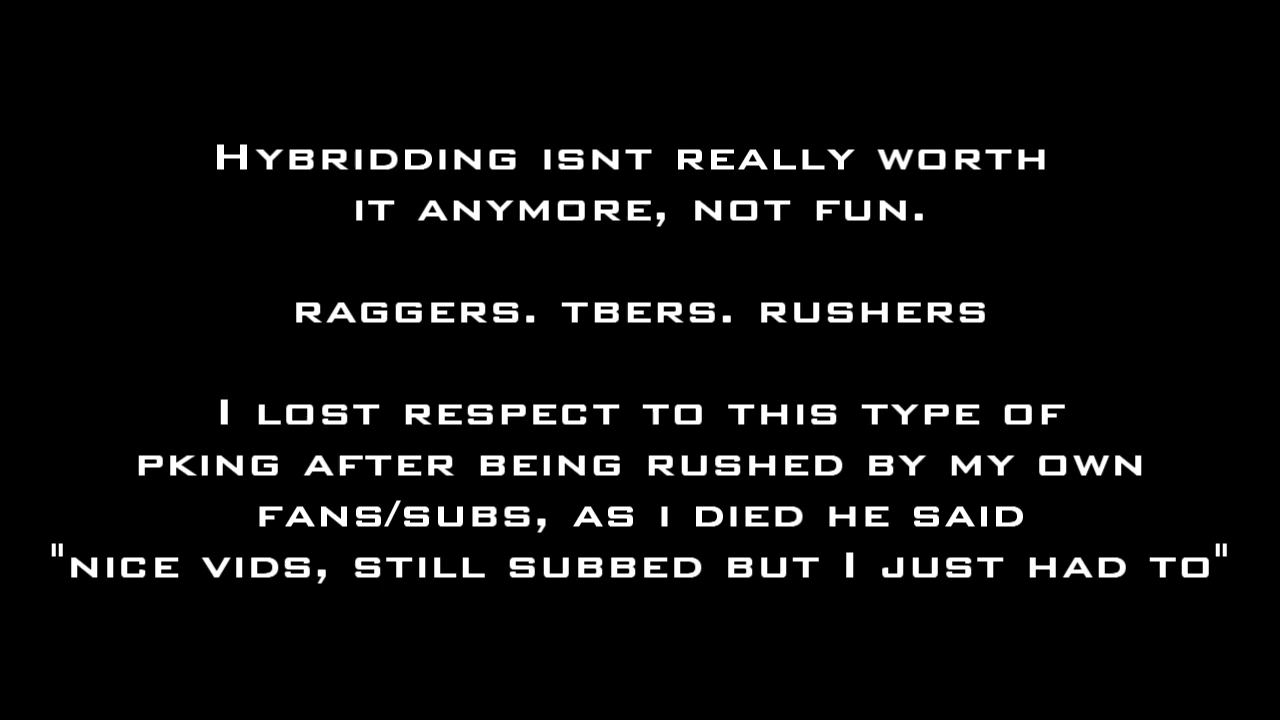 Hybridding isnt really worth
it anymore, not fun.
raggers. tbers. rushers
I lost respect to this type of
pking after being rushed by my own
fans/subs, as i died he said
"nice vids, still subbed but I just had to"